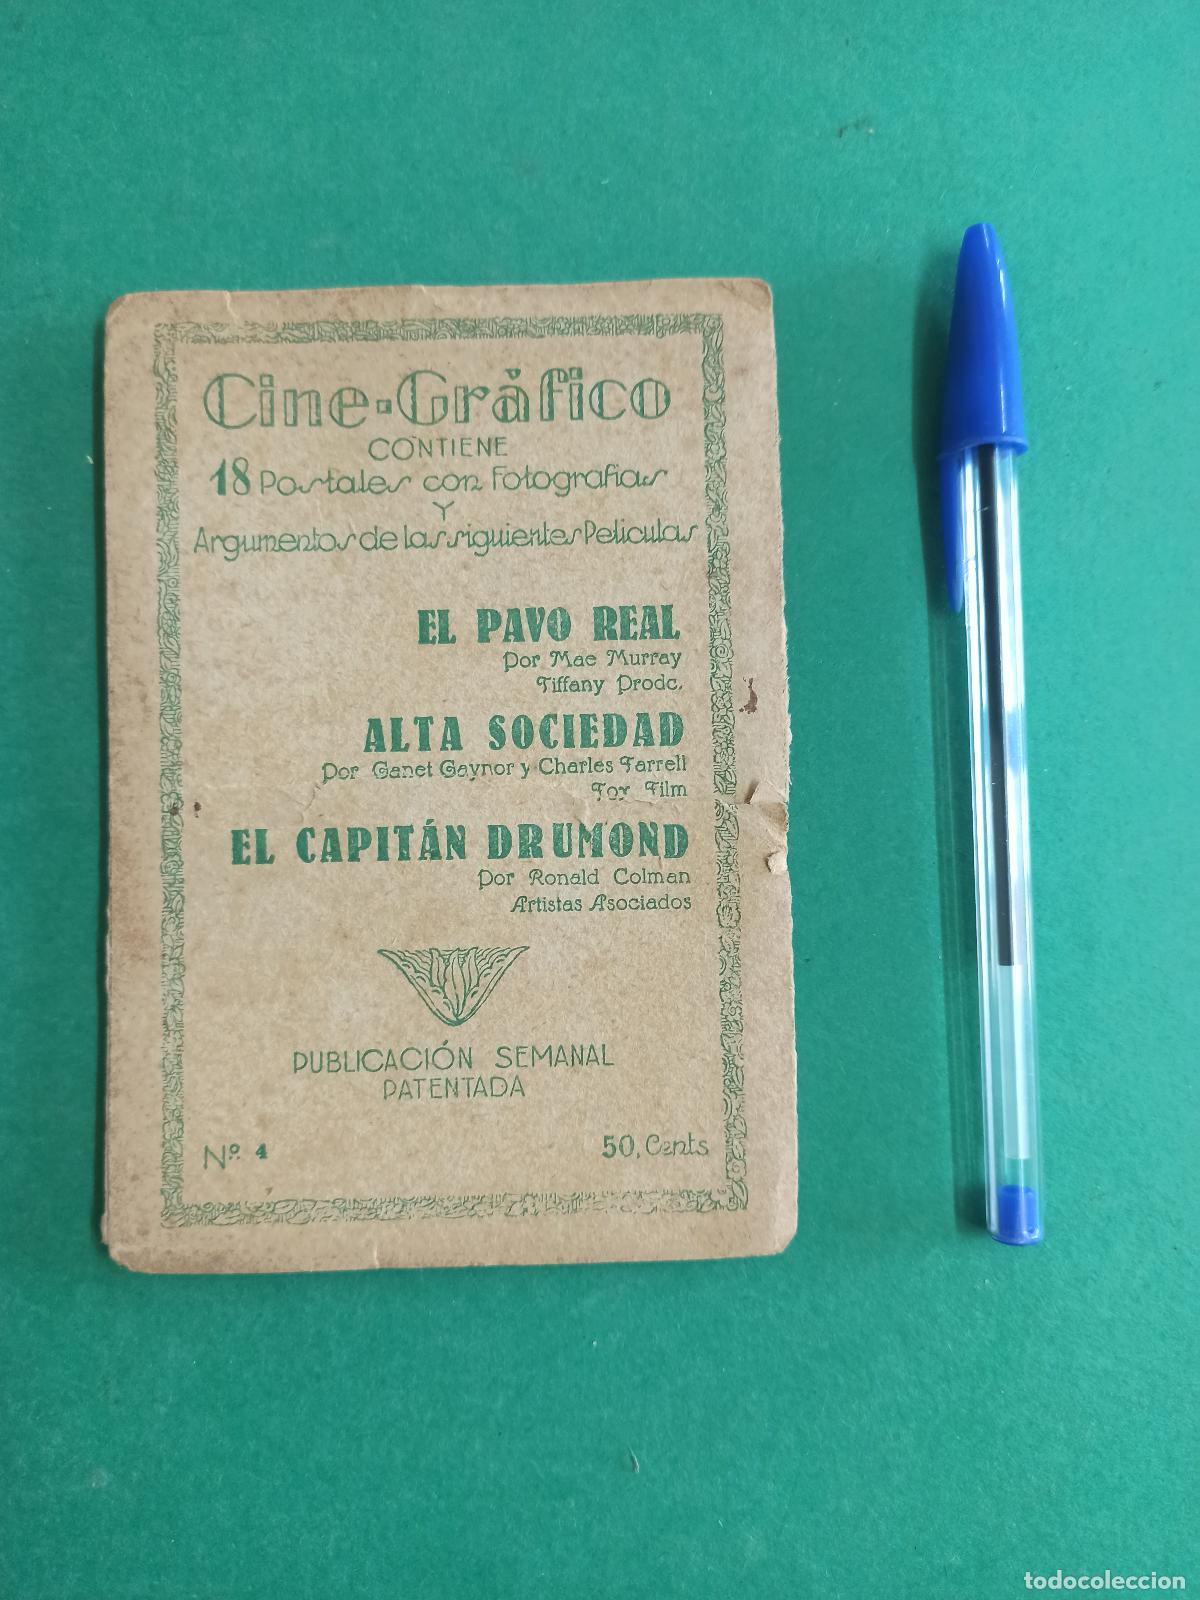 Cine-Gráfico
CONTIENE
18 Postales con Fotografias
Y
Argumentos de las siguientes Peliculas
EL PAVO REAL
Por Mae Murray
Tiffany Prodc.
ALTA SOCIEDAD
Por Ganet Gaynor y Charles Farrell
Fox Film
EL CAPITÁN DRUMOND
Por Ronald Colman
Artistas Asociados
PUBLICACIÓN SEMANAL
PATENTADA
Nº. 4
50, Cents
todocoleccion